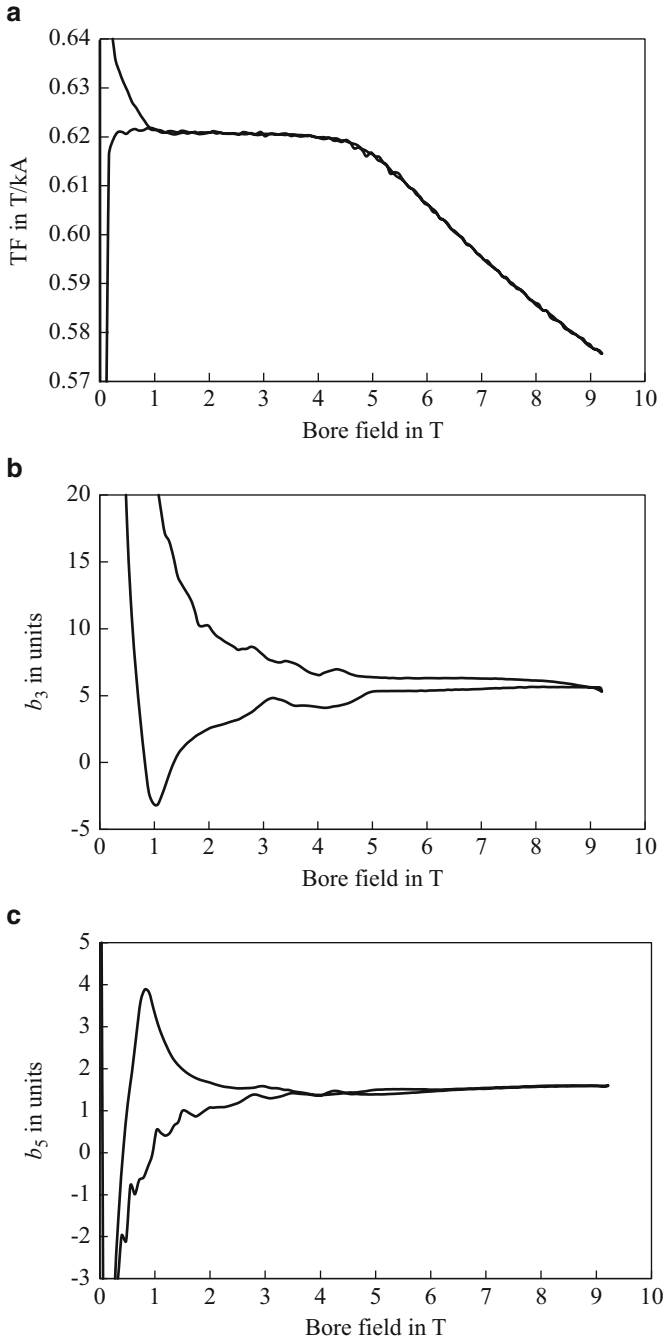 a
0.64
0.63
0.62
0.61
0.60
0.59
0.58
0.57
TF in T/kA
0 1 2 3 4 5 6 7 8 9 10
Bore field in T
b
20
15
10
5
0
-5
b3 in units
0 1 2 3 4 5 6 7 8 9 10
Bore field in T
c
5
4
3
2
1
0
-1
-2
-3
b5 in units
0 1 2 3 4 5 6 7 8 9 10
Bore field in T